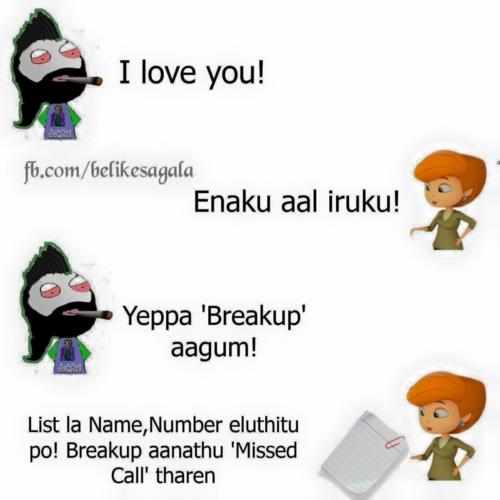 I love you!
fb.com/belikesagala
Enaku aal iruku!
Yeppa 'Breakup'
aagum!
List la Name,Number eluthitu
po! Breakup aanathu 'Missed
Call' tharen